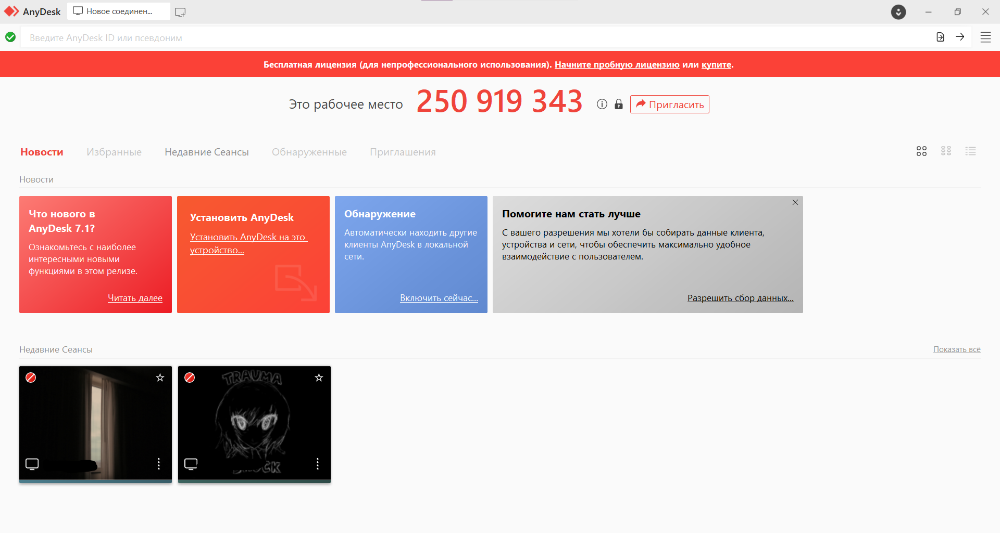 AnyDesk
Новое соединен...
Введите AnyDesk ID или псевдоним
Бесплатная лицензия (для непрофессионального использования). Начните пробную лицензию или купите.
Это рабочее место 250 919 343 Пригласить
Новости Избранные Недавние Сеансы Обнаруженные Приглашения
Новости
Что нового в
AnyDesk 7.1?
Ознакомьтесь с наиболее
интересными новыми
функциями в этом релизе.
Читать далее
Установить AnyDesk
Установить AnyDesk на это
устройство...
Обнаружение
Автоматически находить другие
клиенты AnyDesk в локальной
сети.
Включить сейчас...
Помогите нам стать лучше
С вашего разрешения мы хотели бы собирать данные клиента,
устройства и сети, чтобы обеспечить максимально удобное
взаимодействие с пользователем.
Разрешить сбор данных...
Недавние Сеансы
Показать всё
TRAUMA